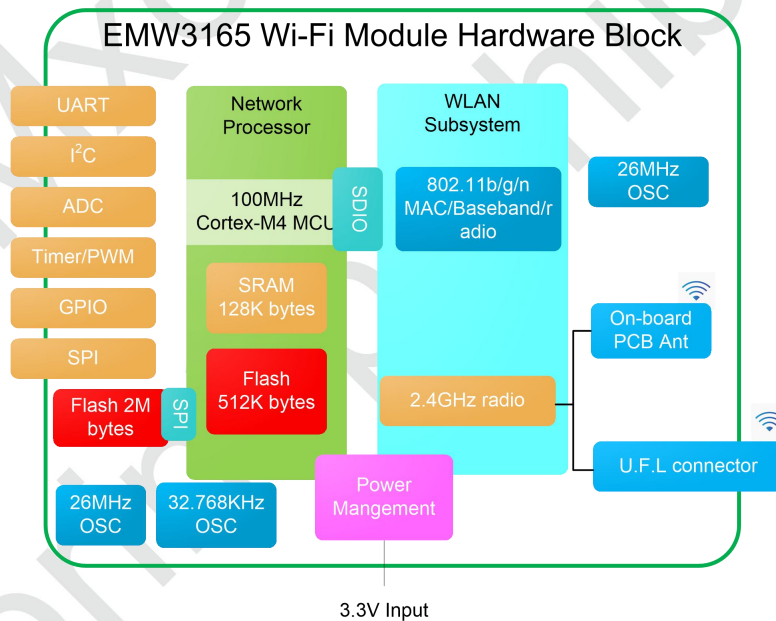 EMW3165 Wi-Fi Module Hardware Block
UART
I²C
ADC
Timer/PWM
GPIO
SPI
Flash 2M
bytes
SPI
26MHz
OSC
32.768KHz
OSC
Network
Processor
100MHz
Cortex-M4 MCU
SDIO
SRAM
128K bytes
Flash
512K bytes
WLAN
Subsystem
802.11b/g/n
MAC/Baseband/r
adio
2.4GHz radio
26MHz
OSC
On-board
PCB Ant
U.F.L connector
Power
Mangement
3.3V Input